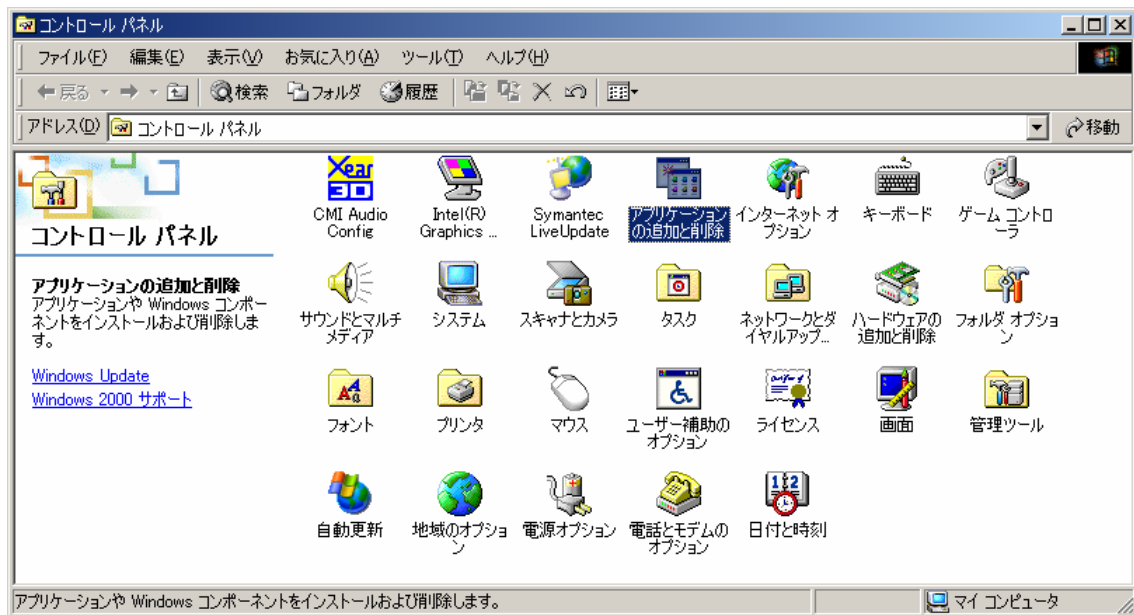 コントロール パネル
ファイル(F) 編集(E) 表示(V) お気に入り(A) ツール(T) ヘルプ(H)
戻る 検索 フォルダ 履歴
アドレス(D) コントロール パネル 移動
コントロール パネル
アプリケーションの追加と削除
アプリケーションや Windows コンポー
ネントをインストールおよび削除しま
す。
Windows Update
Windows 2000 サポート
Xear
3D
CMI Audio
Config
Intel(R)
Graphics ...
Symantec
LiveUpdate
アプリケーション
の追加と削除
インターネット オ
プション
キーボード
ゲーム コントロ
ーラ
サウンドとマルチ
メディア
システム
スキャナとカメラ
タスク
ネットワークとダ
イヤルアップ...
ハードウェアの
追加と削除
フォルダ オプショ
ン
フォント
プリンタ
マウス
ユーザー補助の
オプション
ライセンス
画面
管理ツール
自動更新
地域のオプショ
ン
電源オプション
電話とモデムの
オプション
日付と時刻
アプリケーションや Windows コンポーネントをインストールおよび削除します。
マイ コンピュータ